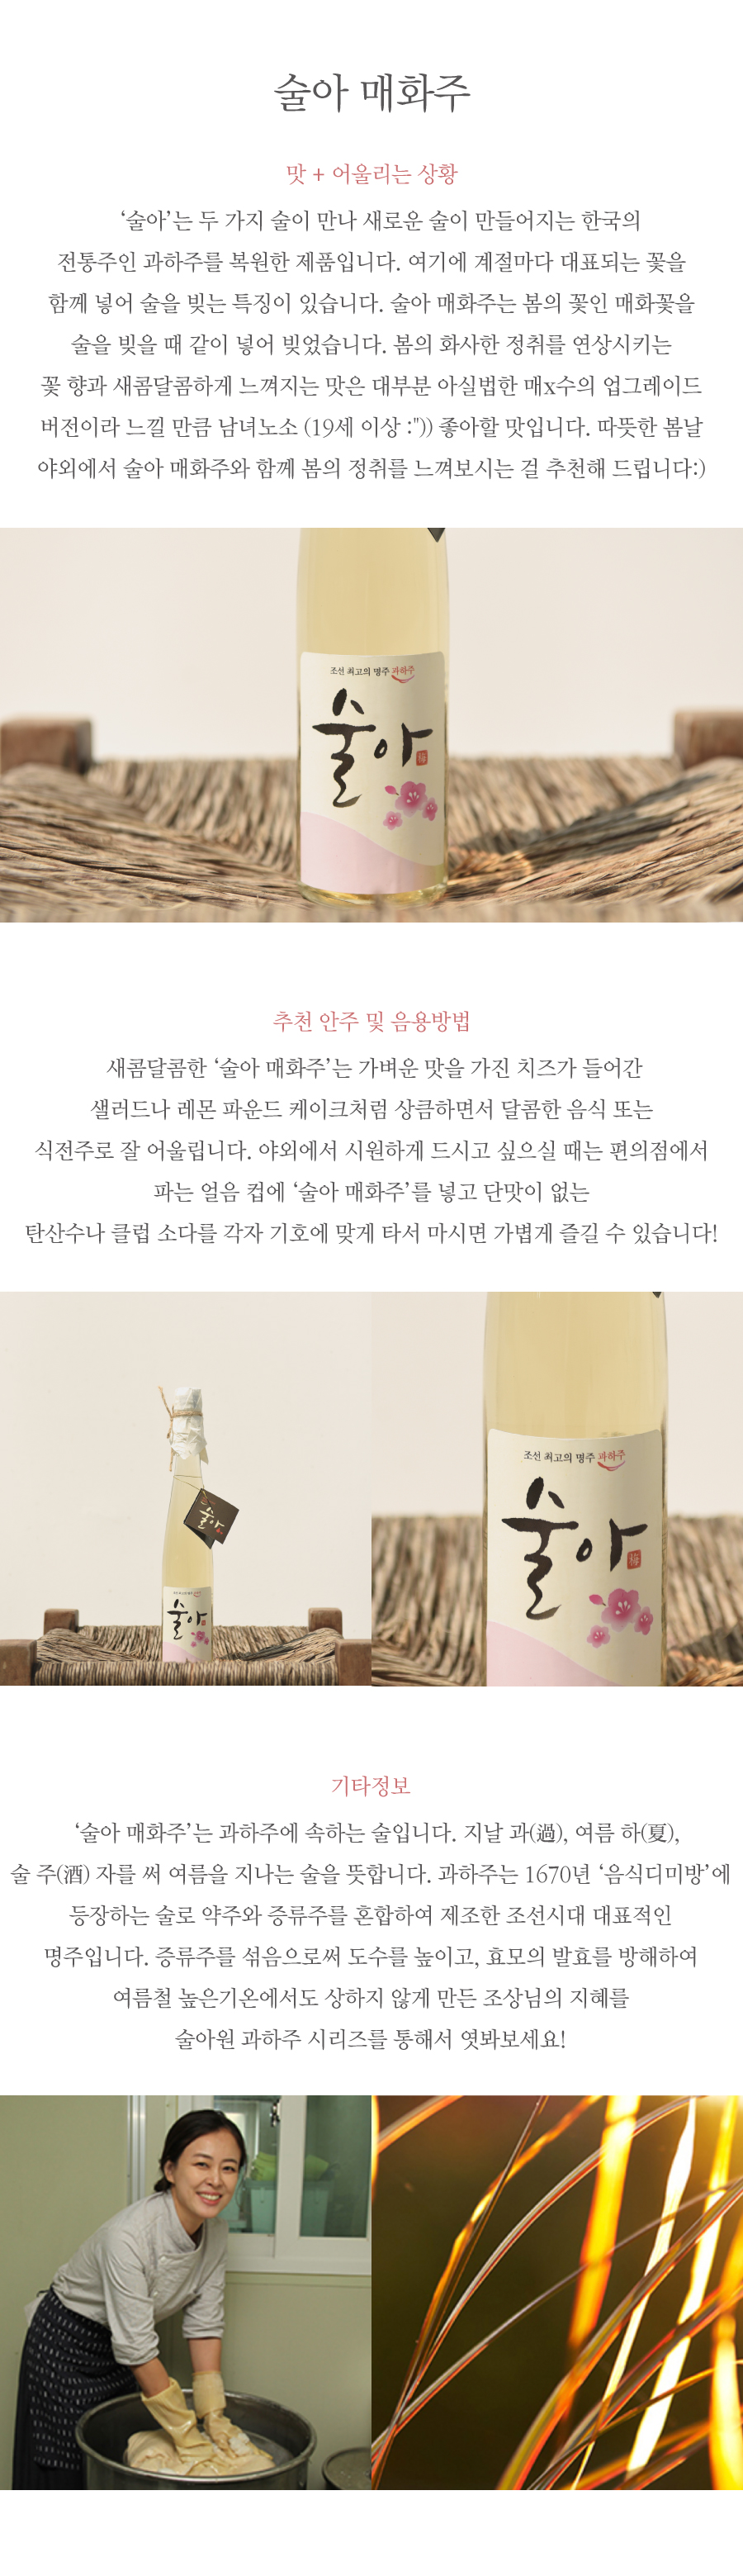 술아 매화주
맛 + 어울리는 상황
‘술아’는 두 가지 술이 만나 새로운 술이 만들어지는 한국의
전통주인 과하주를 복원한 제품입니다. 여기에 계절마다 대표되는 꽃을
함께 넣어 술을 빚는 특징이 있습니다. 술아 매화주는 봄의 꽃인 매화꽃을
술을 빚을 때 같이 넣어 빚었습니다. 봄의 화사한 정취를 연상시키는
꽃 향과 새콤달콤하게 느껴지는 맛은 대부분 아실법한 매x수의 업그레이드
버전이라 느낄 만큼 남녀노소 (19세 이상 :")) 좋아할 맛입니다. 따뜻한 봄날
야외에서 술아 매화주와 함께 봄의 정취를 느껴보시는 걸 추천해 드립니다:)
조선 최고의 명주 과하주
술아
추천 안주 및 음용방법
새콤달콤한 ‘술아 매화주’는 가벼운 맛을 가진 치즈가 들어간
샐러드나 레몬 파운드 케이크처럼 상큼하면서 달콤한 음식 또는
식전주로 잘 어울립니다. 야외에서 시원하게 드시고 싶으실 때는 편의점에서
파는 얼음 컵에 ‘술아 매화주’를 넣고 단맛이 없는
탄산수나 클럽 소다를 각자 기호에 맞게 타서 마시면 가볍게 즐길 수 있습니다!
술아
술아
조선 최고의 명주 과하주
술아
기타정보
‘술아 매화주’는 과하주에 속하는 술입니다. 지날 과(過), 여름 하(夏),
술 주(酒) 자를 써 여름을 지나는 술을 뜻합니다. 과하주는 1670년 ‘음식디미방’에
등장하는 술로 약주와 증류주를 혼합하여 제조한 조선시대 대표적인
명주입니다. 증류주를 섞음으로써 도수를 높이고, 효모의 발효를 방해하여
여름철 높은기온에서도 상하지 않게 만든 조상님의 지혜를
술아원 과하주 시리즈를 통해서 엿봐보세요!